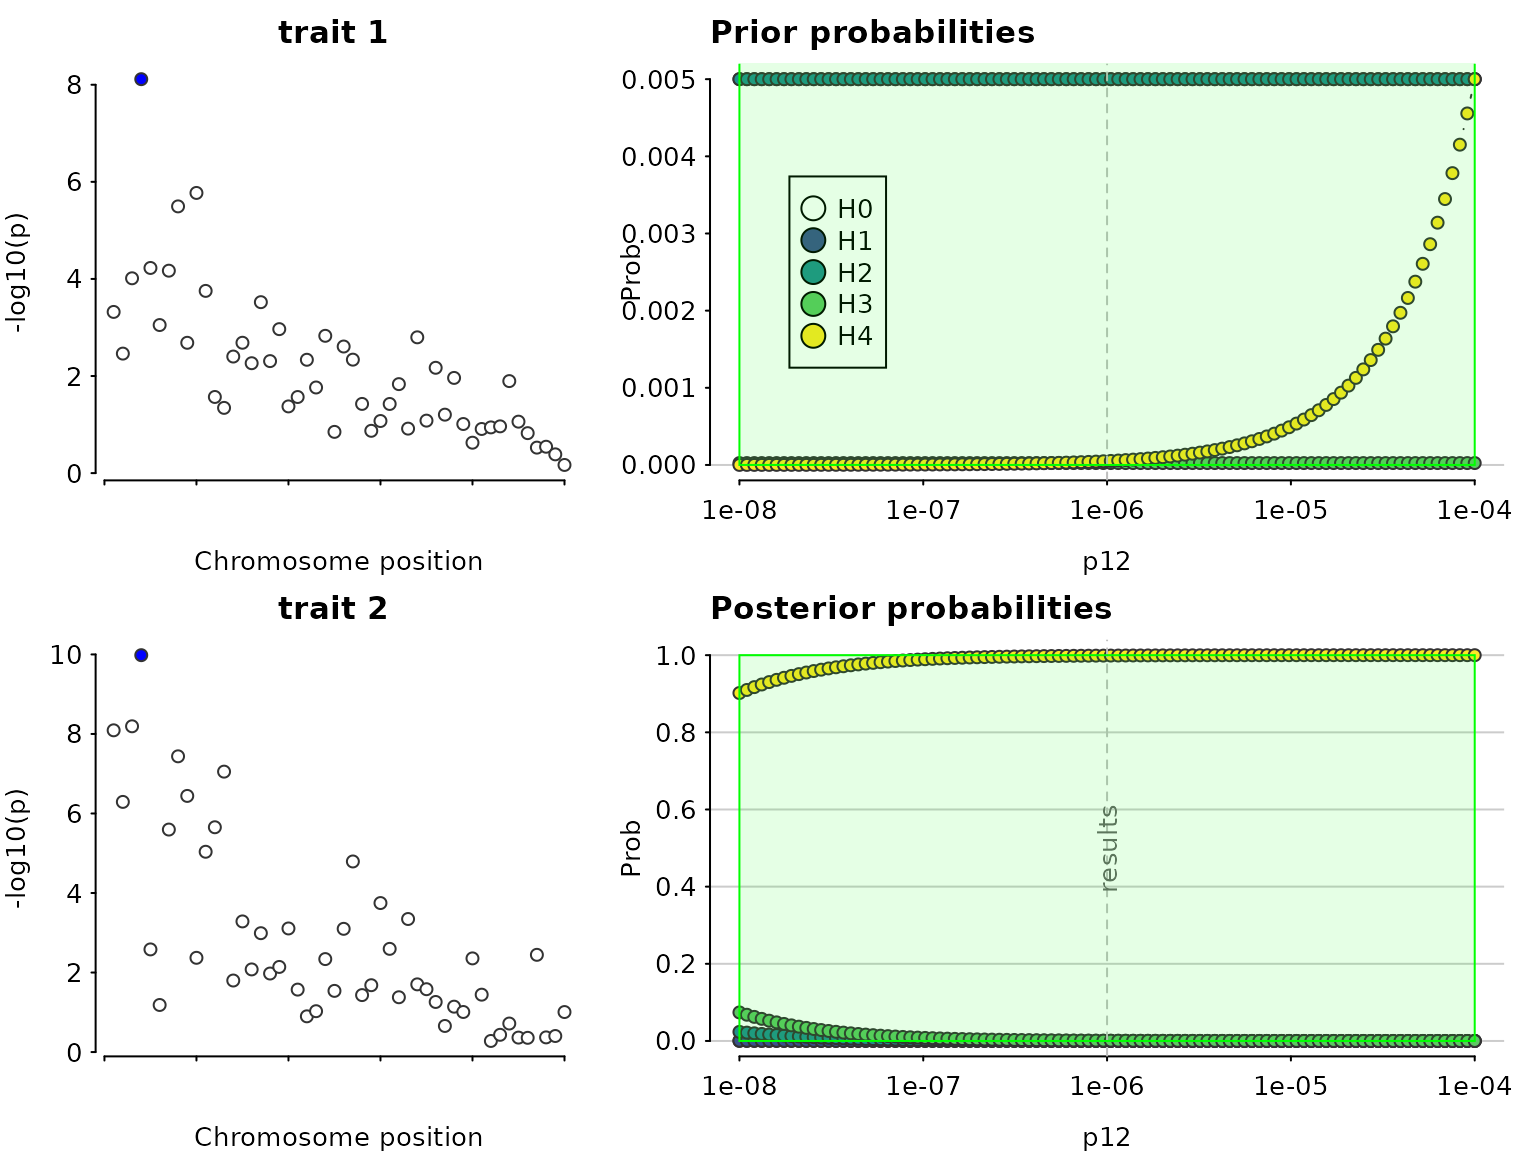 trait 1
-log10(p)
8
6
4
2
0
Chromosome position
Prior probabilities
Prob
0.005
0.004
0.003
0.002
0.001
0.000
H0
H1
H2
H3
H4
1e-08 1e-07 1e-06 1e-05 1e-04
p12
trait 2
-log10(p)
10
8
6
4
2
0
Chromosome position
Posterior probabilities
Prob
1.0
0.8
0.6
0.4
0.2
0.0
results
1e-08 1e-07 1e-06 1e-05 1e-04
p12